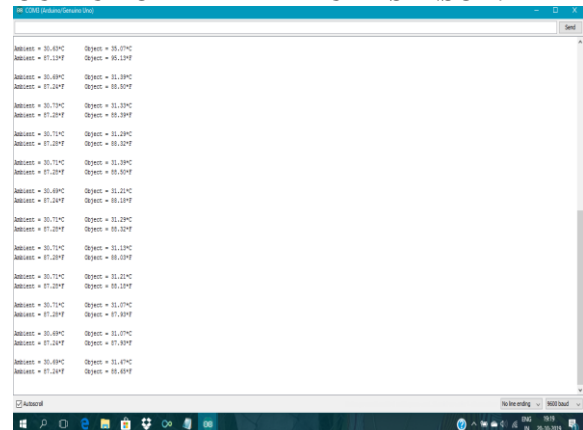 COM3 (Arduino/Genuino Uno)
Send
Ambient = 30.63*C Object = 35.07*C
Ambient = 87.13*F Object = 95.13*F
Ambient = 30.69*C Object = 31.39*C
Ambient = 87.24*F Object = 88.50*F
Ambient = 30.73*C Object = 31.33*C
Ambient = 87.28*F Object = 88.39*F
Ambient = 30.71*C Object = 31.29*C
Ambient = 87.28*F Object = 88.32*F
Ambient = 30.71*C Object = 31.39*C
Ambient = 87.28*F Object = 88.50*F
Ambient = 30.69*C Object = 31.21*C
Ambient = 87.24*F Object = 88.18*F
Ambient = 30.71*C Object = 31.29*C
Ambient = 87.28*F Object = 88.32*F
Ambient = 30.71*C Object = 31.13*C
Ambient = 87.28*F Object = 88.03*F
Ambient = 30.71*C Object = 31.21*C
Ambient = 87.28*F Object = 88.18*F
Ambient = 30.71*C Object = 31.07*C
Ambient = 87.28*F Object = 87.93*F
Ambient = 30.69*C Object = 31.07*C
Ambient = 87.24*F Object = 87.93*F
Ambient = 30.69*C Object = 31.47*C
Ambient = 87.24*F Object = 88.65*F
Autoscroll No line ending 9600 baud
ENG 19:19
IN 20-10-2019